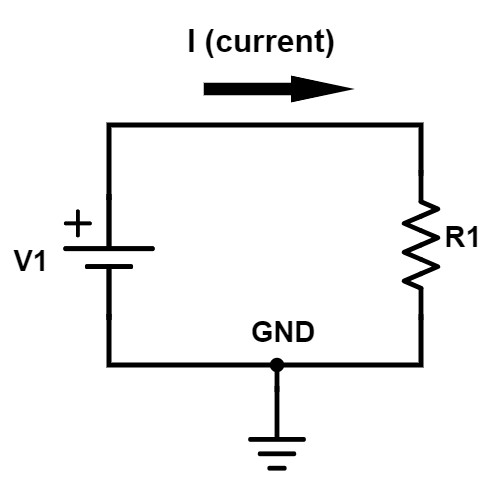 I (current)
+
V1
R1
GND